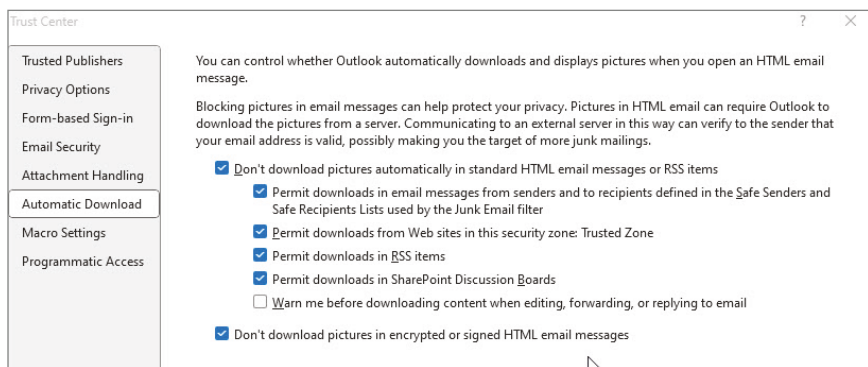 Trust Center
?
Trusted Publishers
Privacy Options
Form-based Sign-in
Email Security
Attachment Handling
Automatic Download
Macro Settings
Programmatic Access
You can control whether Outlook automatically downloads and displays pictures when you open an HTML email
message.
Blocking pictures in email messages can help protect your privacy. Pictures in HTML email can require Outlook to
download the pictures from a server. Communicating to an external server in this way can verify to the sender that
your email address is valid, possibly making you the target of more junk mailings.
Don't download pictures automatically in standard HTML email messages or RSS items
Permit downloads in email messages from senders and to recipients defined in the Safe Senders and
Safe Recipients Lists used by the Junk Email filter
Permit downloads from Web sites in this security zone: Trusted Zone
Permit downloads in RSS items
Permit downloads in SharePoint Discussion Boards
Warn me before downloading content when editing, forwarding, or replying to email
Don't download pictures in encrypted or signed HTML email messages